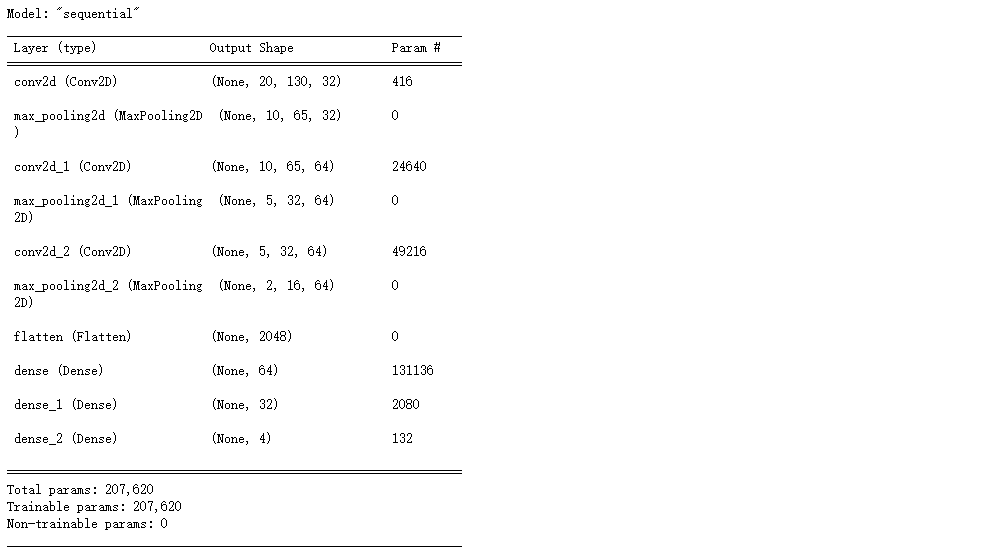 Model: "sequential"
Layer (type) Output Shape Param #
conv2d (Conv2D) (None, 20, 130, 32) 416
max_pooling2d (MaxPooling2D (None, 10, 65, 32) 0
)
conv2d_1 (Conv2D) (None, 10, 65, 64) 24640
max_pooling2d_1 (MaxPooling (None, 5, 32, 64) 0
2D)
conv2d_2 (Conv2D) (None, 5, 32, 64) 49216
max_pooling2d_2 (MaxPooling (None, 2, 16, 64) 0
2D)
flatten (Flatten) (None, 2048) 0
dense (Dense) (None, 64) 131136
dense_1 (Dense) (None, 32) 2080
dense_2 (Dense) (None, 4) 132
Total params: 207,620
Trainable params: 207,620
Non-trainable params: 0